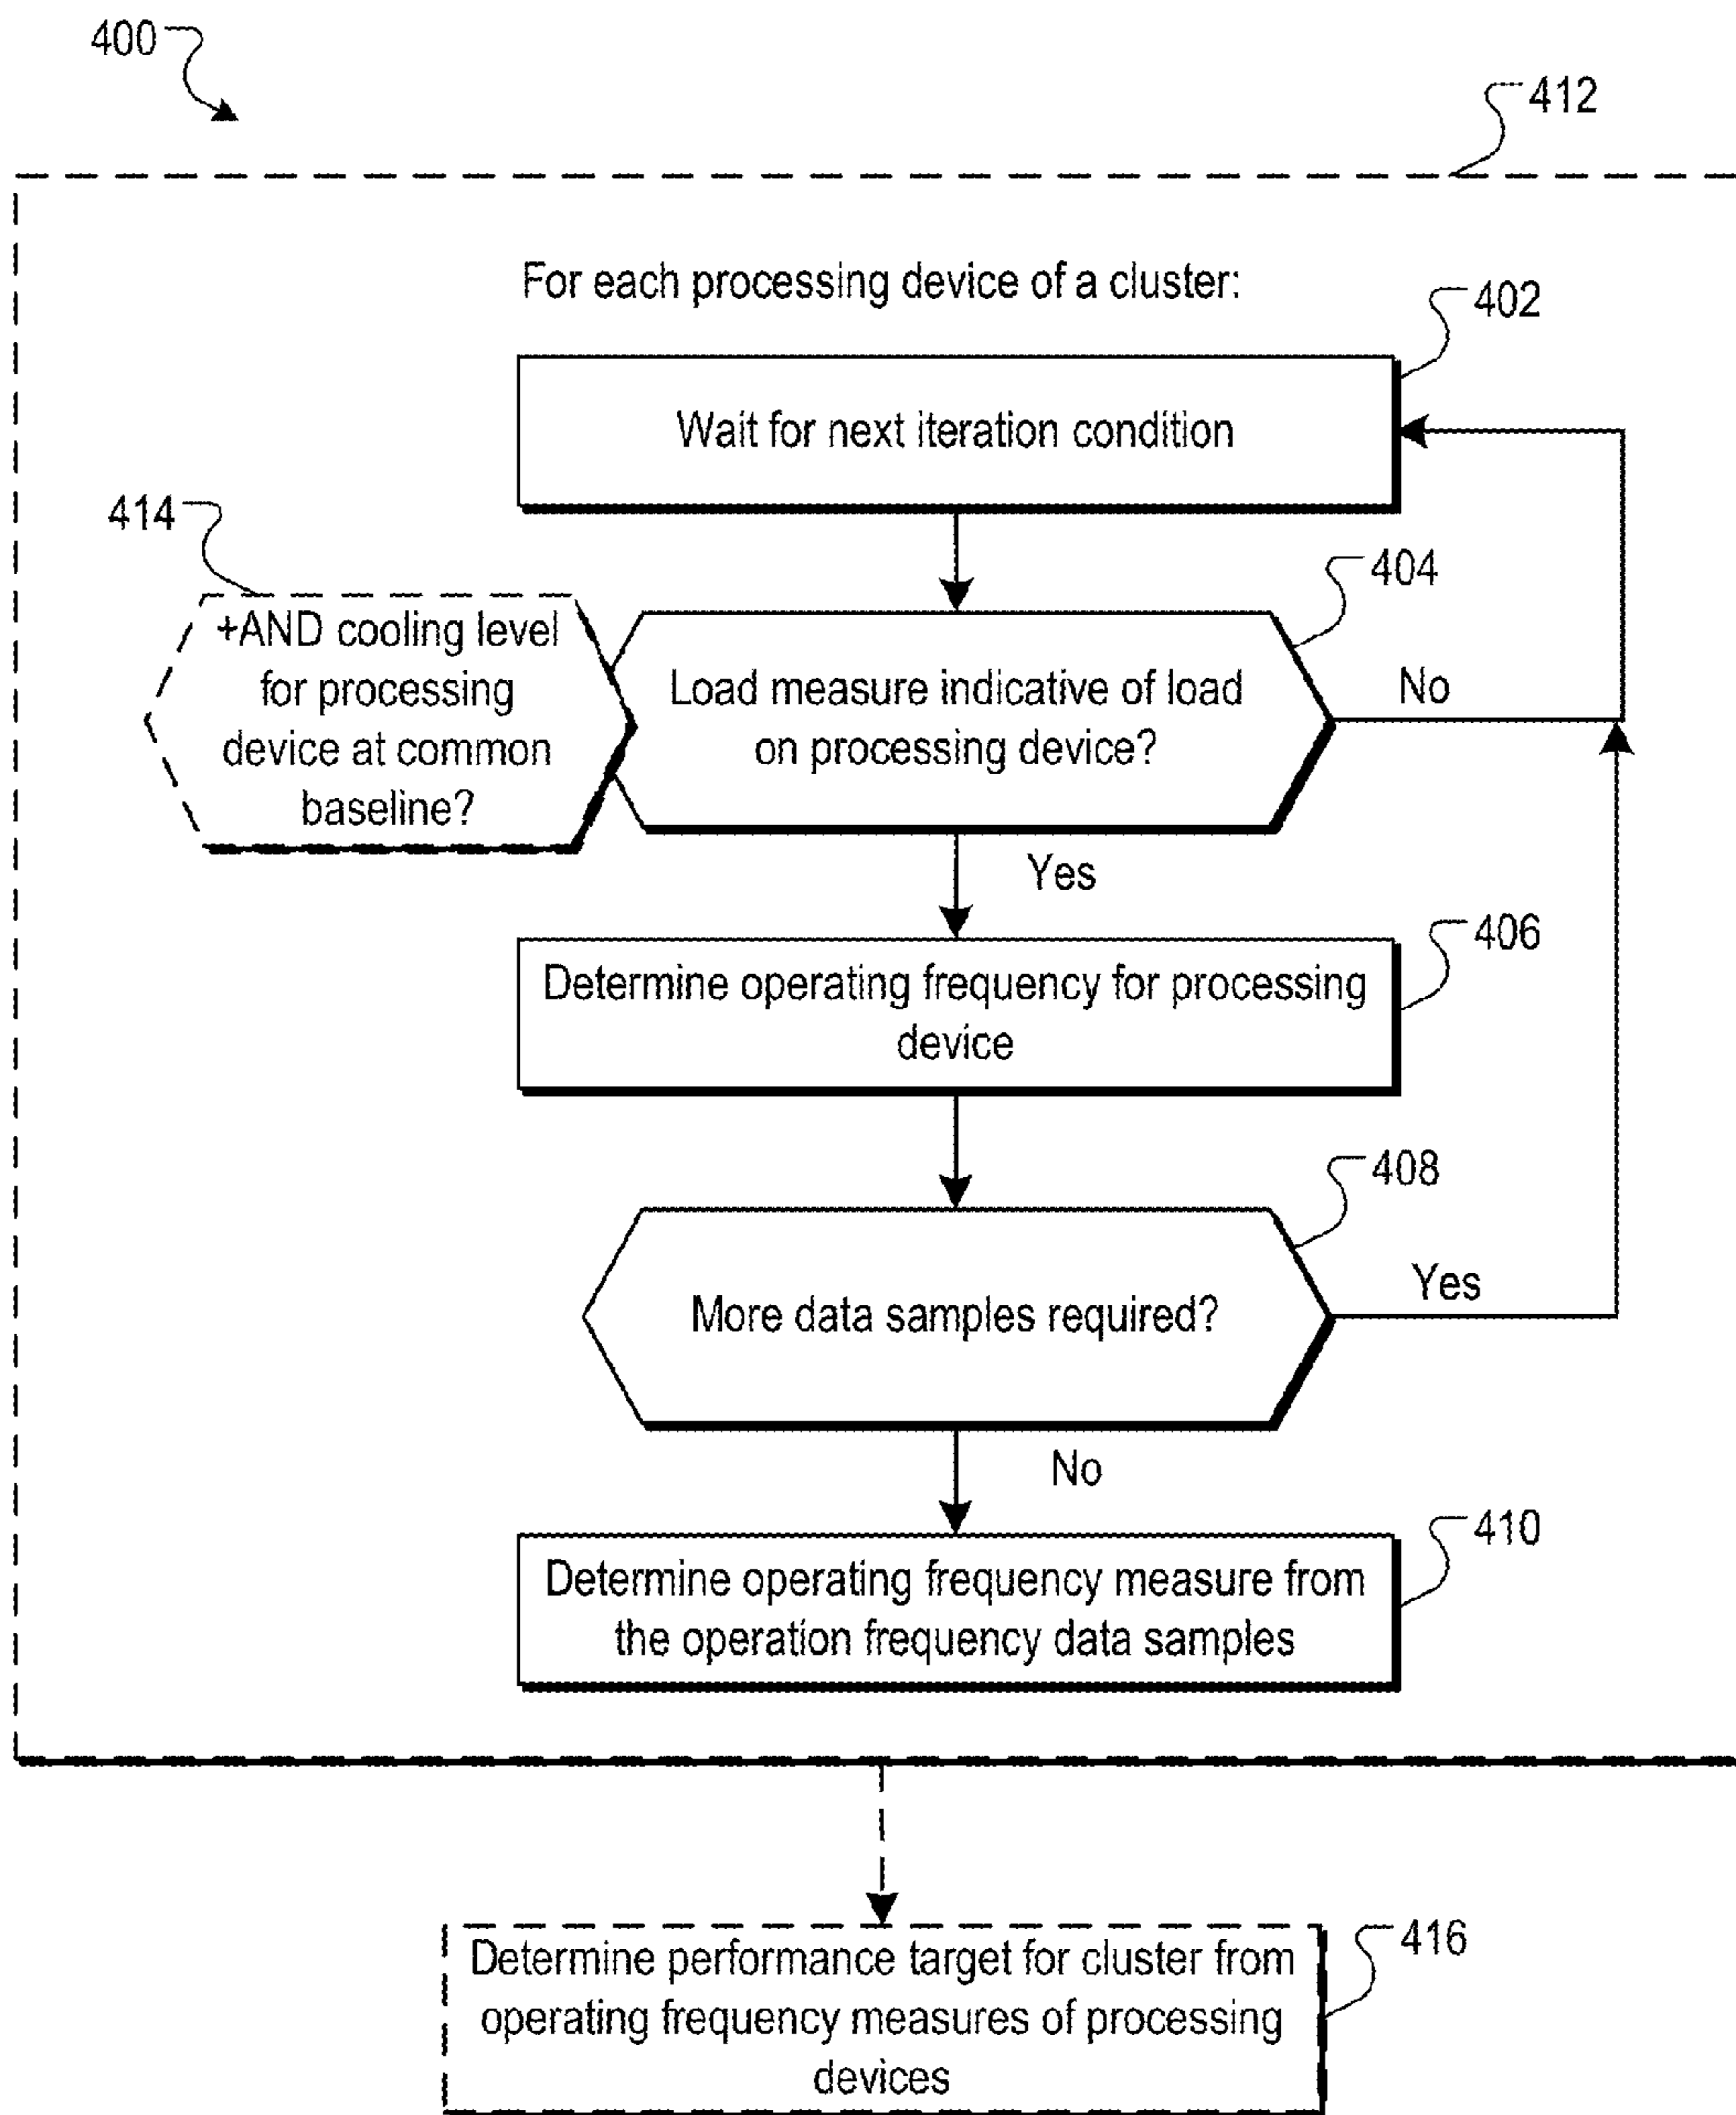 400
412
For each processing device of a cluster:
402
Wait for next iteration condition
414
404
+AND cooling level
for processing
device at common
baseline?
Load measure indicative of load
on processing device?
No
Yes
406
Determine operating frequency for processing
device
408
More data samples required?
Yes
No
410
Determine operating frequency measure from
the operation frequency data samples
416
Determine performance target for cluster from
operating frequency measures of processing
devices